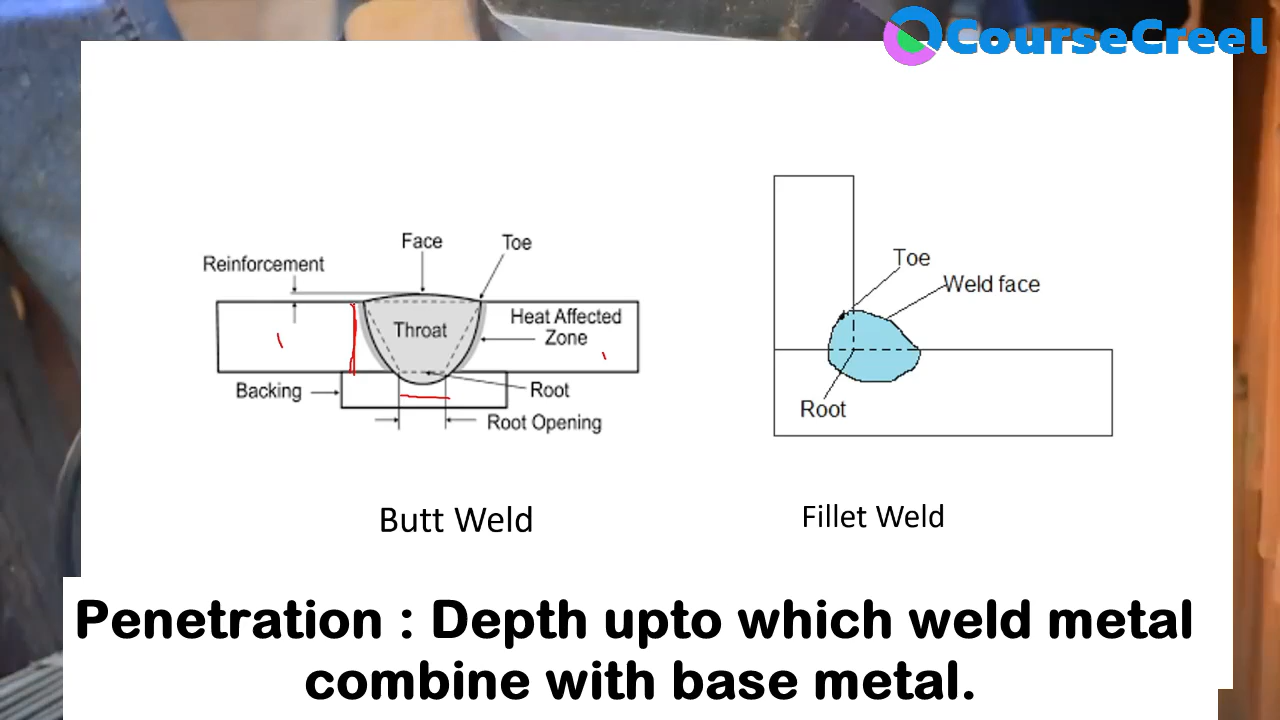 CourseCreel
Face
Toe
Reinforcement
Throat
Heat Affected
Zone
Backing
Root
Root Opening
Butt Weld
Toe
Weld face
Root
Fillet Weld
Penetration : Depth upto which weld metal
combine with base metal.